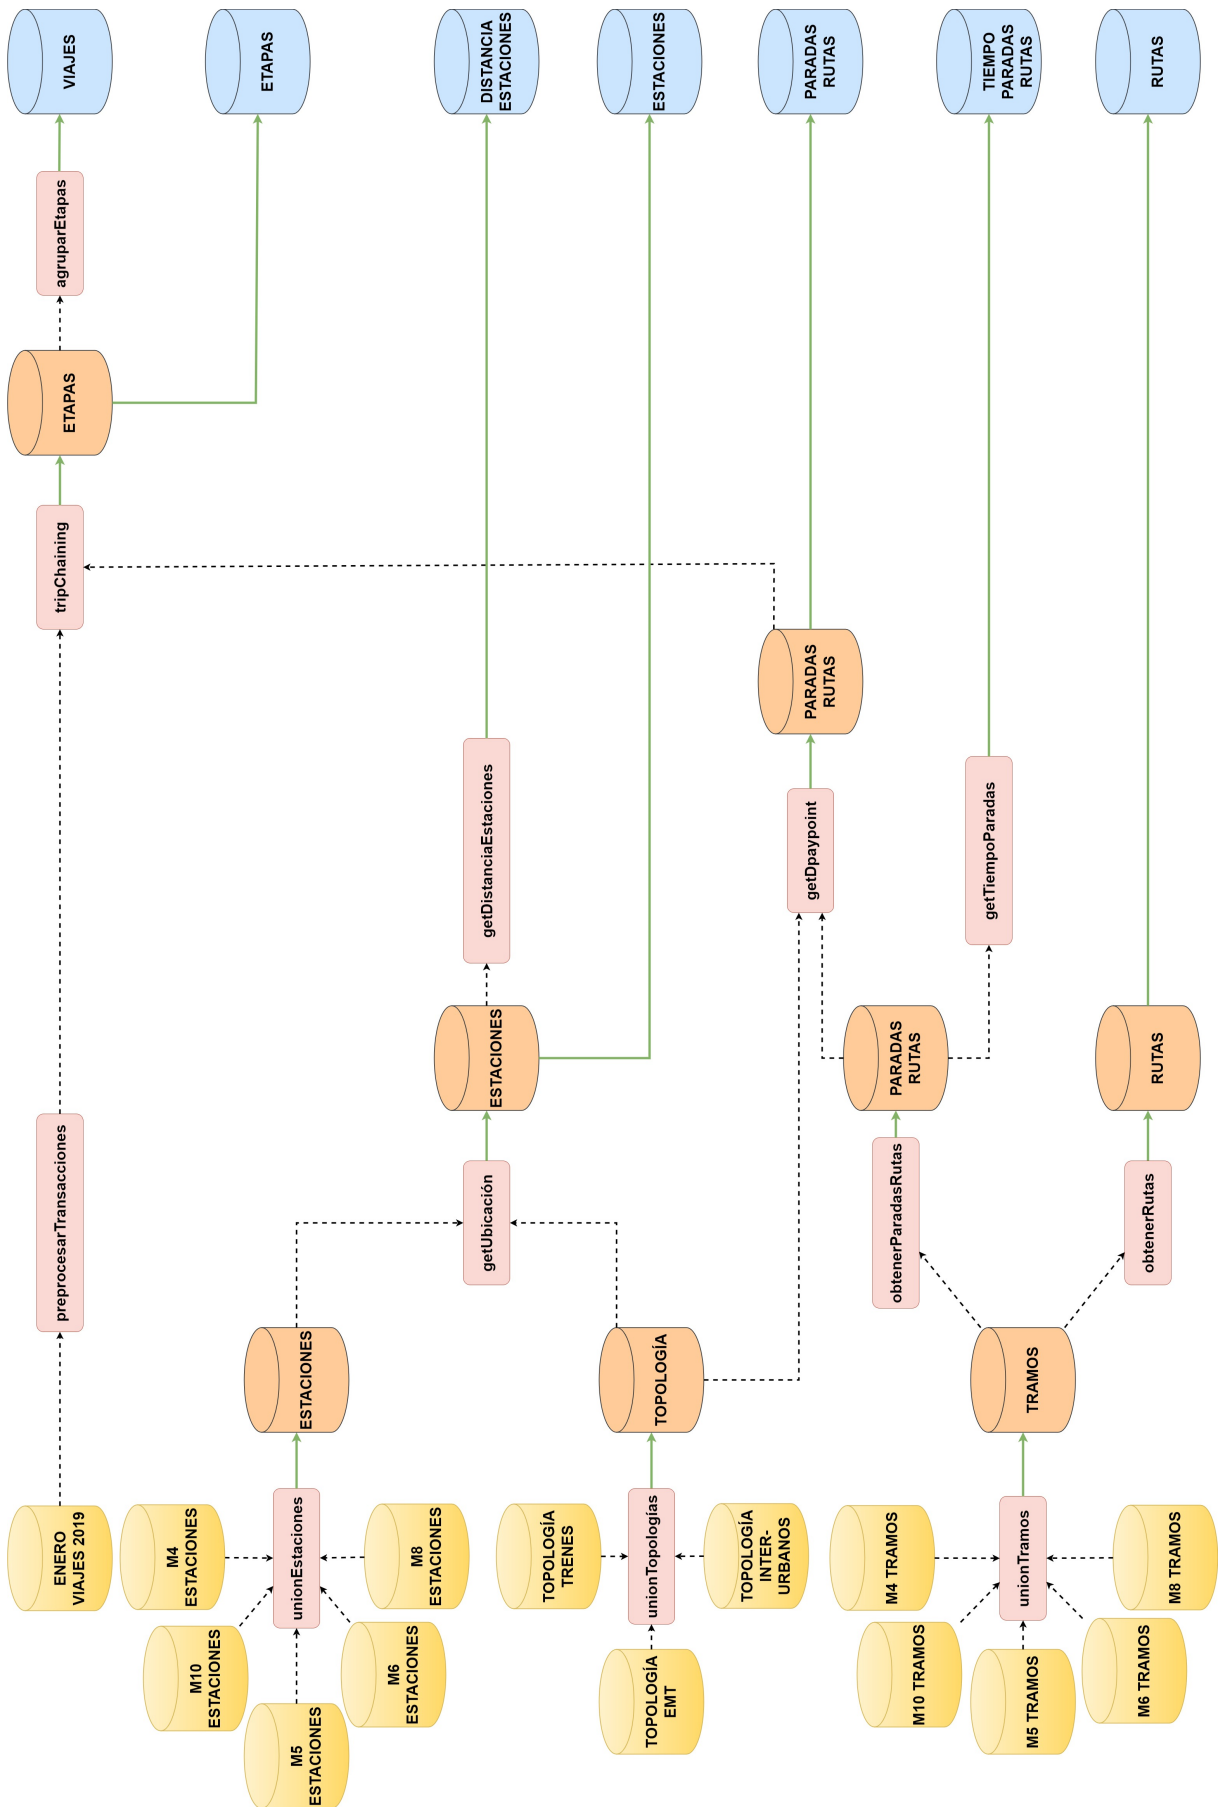 VIAJES
ETAPAS
DISTANCIA
ESTACIONES
ESTACIONES
PARADAS
RUTAS
TIEMPO
PARADAS
RUTAS
RUTAS
agruparEtapas
ETAPAS
tripChaining
PARADAS
RUTAS
getDistanciaEstaciones
getDpaypoint
getTiempoParadas
ESTACIONES
PARADAS
RUTAS
RUTAS
preprocesarTransacciones
getUbicación
obtenerParadasRutas
obtenerRutas
ESTACIONES
TOPOLOGÍA
TRAMOS
ENERO
VIAJES 2019
M4
ESTACIONES
unionEstaciones
M8
ESTACIONES
TOPOLOGÍA
TRENES
unionTopologías
TOPOLOGÍA
INTER-
URBANOS
M4 TRAMOS
unionTramos
M8 TRAMOS
M10
ESTACIONES
M5
ESTACIONES
M6
ESTACIONES
TOPOLOGÍA
EMT
M10 TRAMOS
M5 TRAMOS
M6 TRAMOS